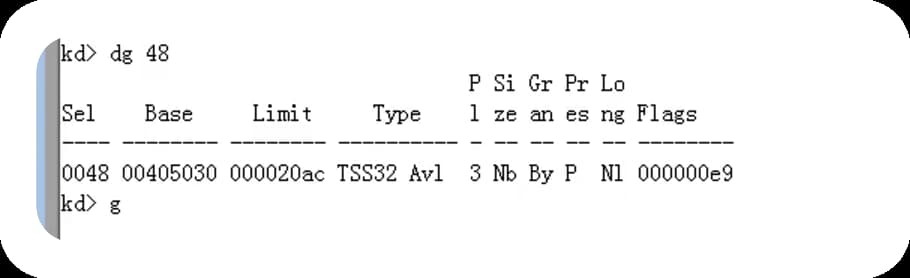 kd> dg 48
P Si Gr Pr Lo
Sel Base Limit Type l ze an es ng Flags
---- -------- -------- ---------- - -- -- -- -- --------
0048 00405030 000020ac TSS32 Avl 3 Nb By P Nl 000000e9
kd> g